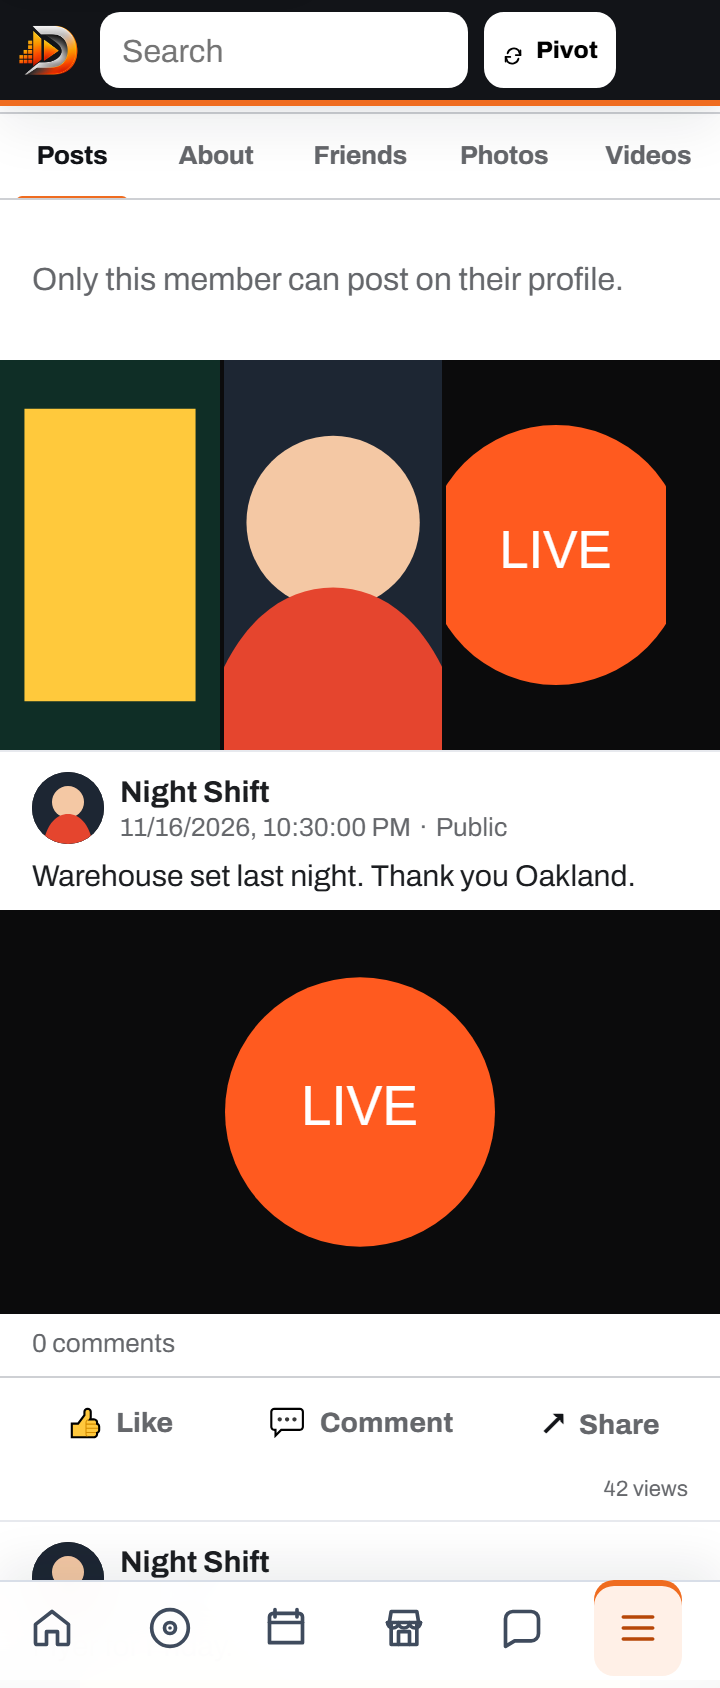 Search
Pivot
Posts About Friends Photos Videos
Only this member can post on their profile.
LIVE
Night Shift
11/16/2026, 10:30:00 PM · Public
Warehouse set last night. Thank you Oakland.
LIVE
0 comments
Like Comment Share
42 views
Night Shift